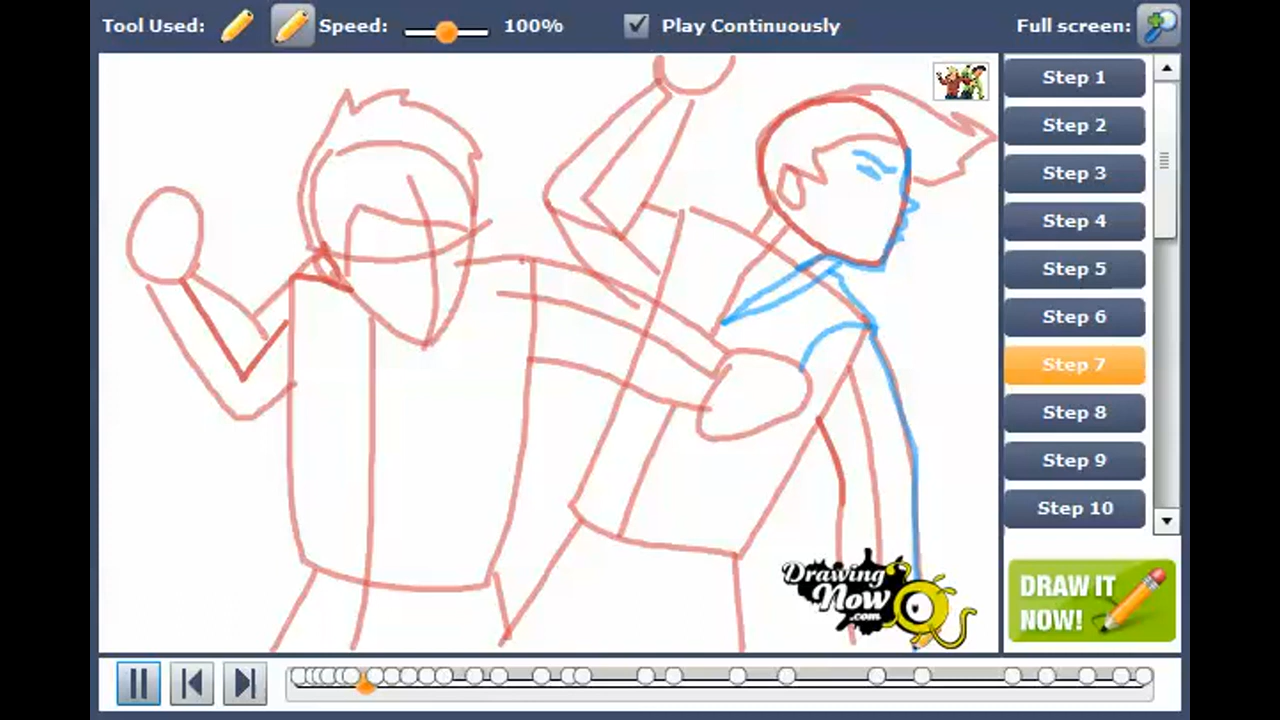 Tool Used: Speed: 100% Play Continuously Full screen:
Step 1
Step 2
Step 3
Step 4
Step 5
Step 6
Step 7
Step 8
Step 9
Step 10
Drawing
Now
.com
DRAW IT
NOW!